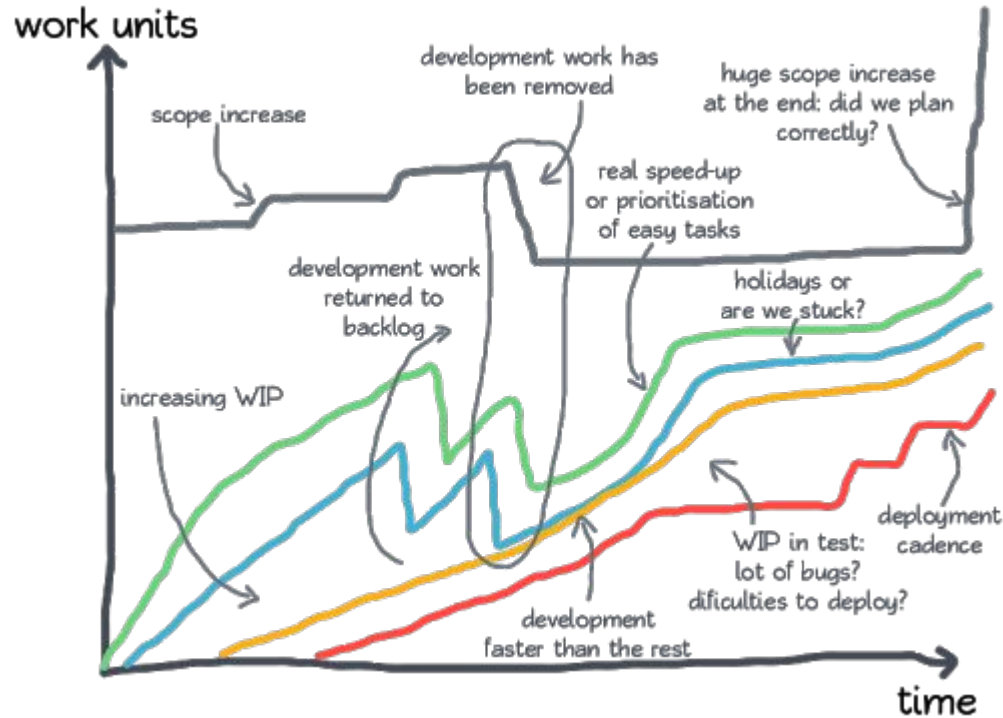 work units
development work has
been removed
huge scope increase
at the end: did we plan
correctly?
scope increase
real speed-up
or prioritisation
of easy tasks
development work
returned to
backlog
holidays or
are we stuck?
increasing WIP
deployment
cadence
WIP in test:
lot of bugs?
dificulties to deploy?
development
faster than the rest
time